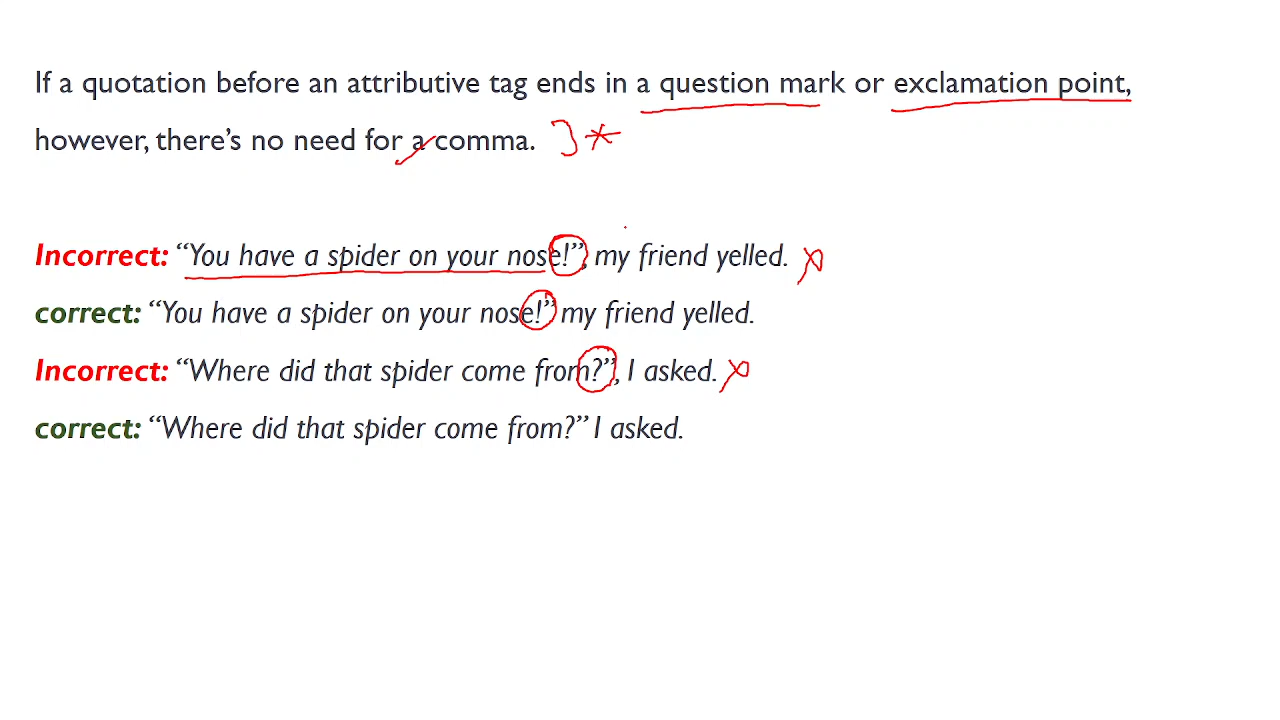 If a quotation before an attributive tag ends in a question mark or exclamation point,
however, there’s no need for a comma.
Incorrect: “You have a spider on your nose!”, my friend yelled.
correct: “You have a spider on your nose!” my friend yelled.
Incorrect: “Where did that spider come from?”, I asked.
correct: “Where did that spider come from?” I asked.